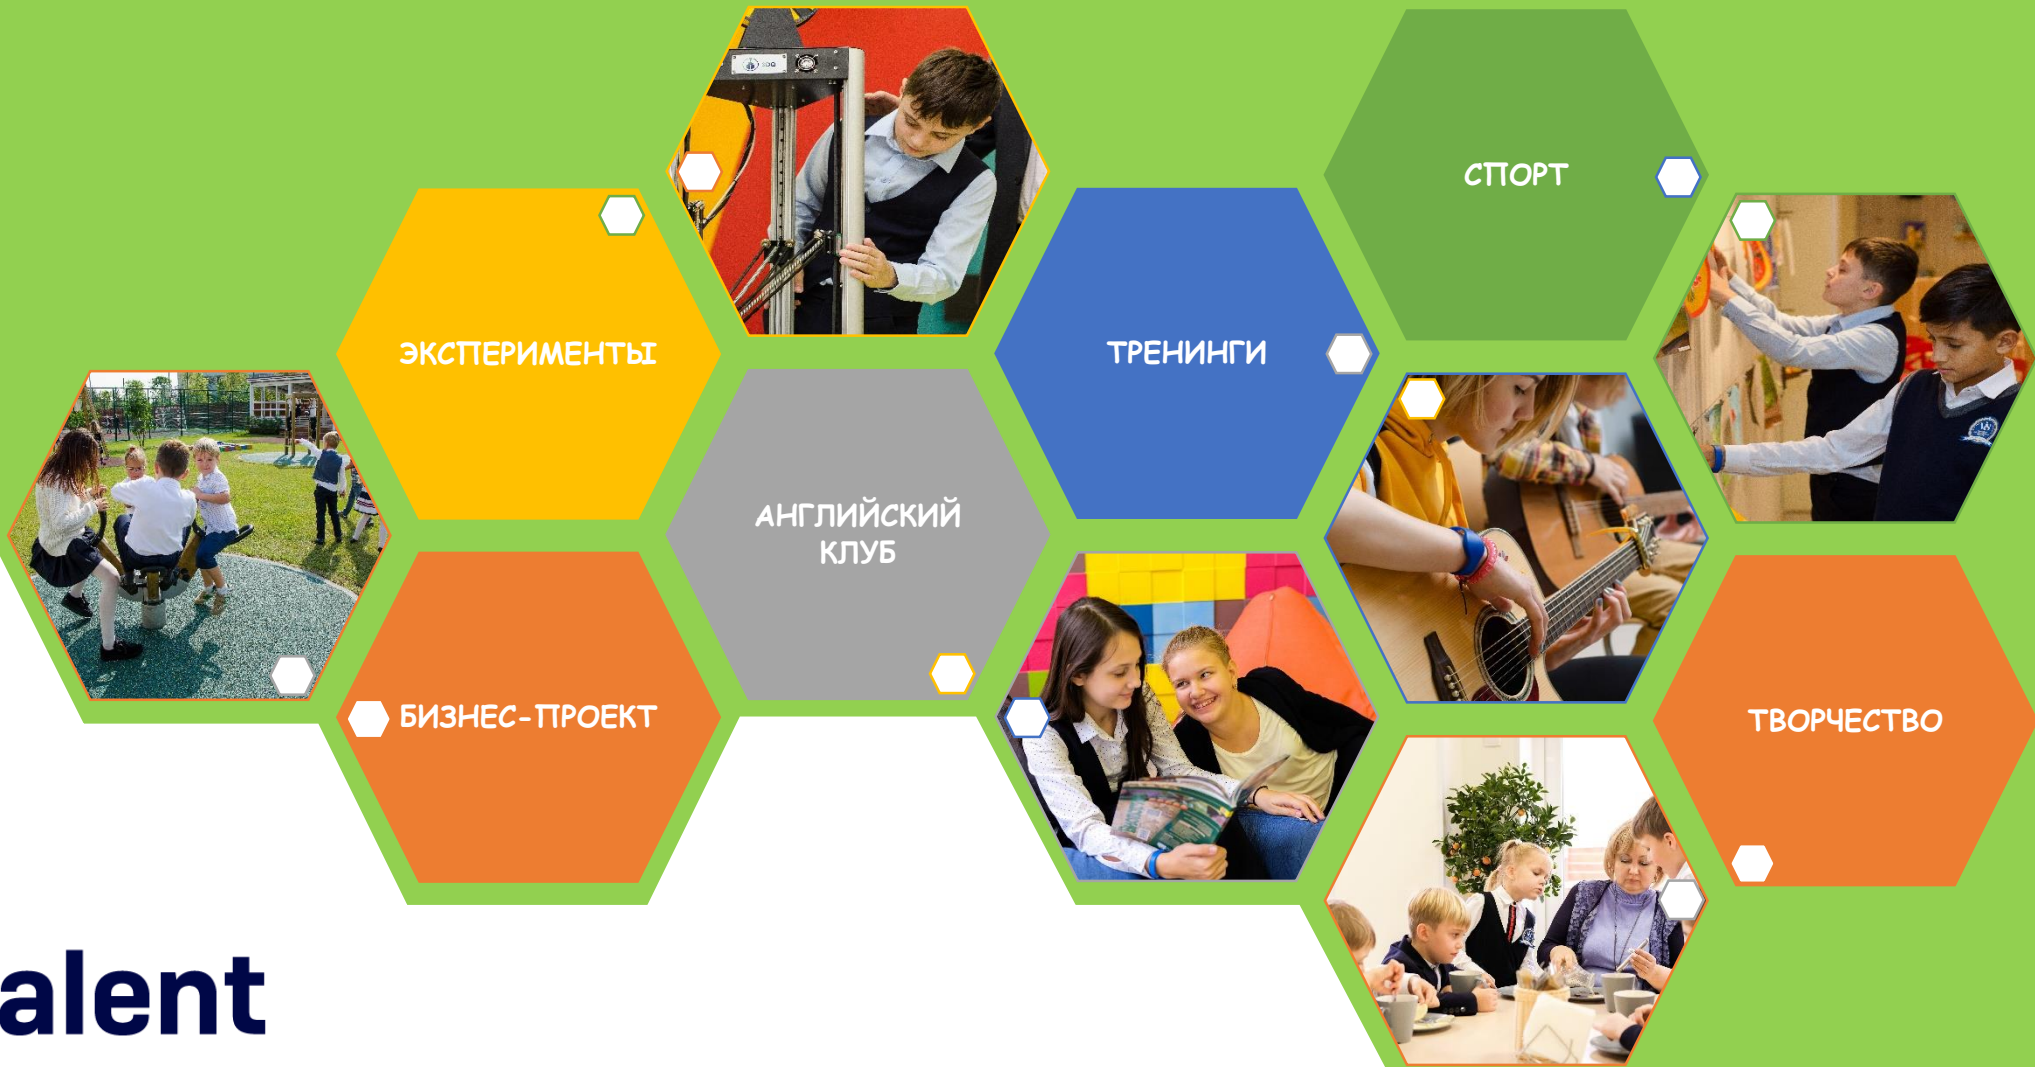 СПОРТ
ЭКСПЕРИМЕНТЫ
ТРЕНИНГИ
АНГЛИЙСКИЙ
КЛУБ
БИЗНЕС-ПРОЕКТ
ТВОРЧЕСТВО
alent